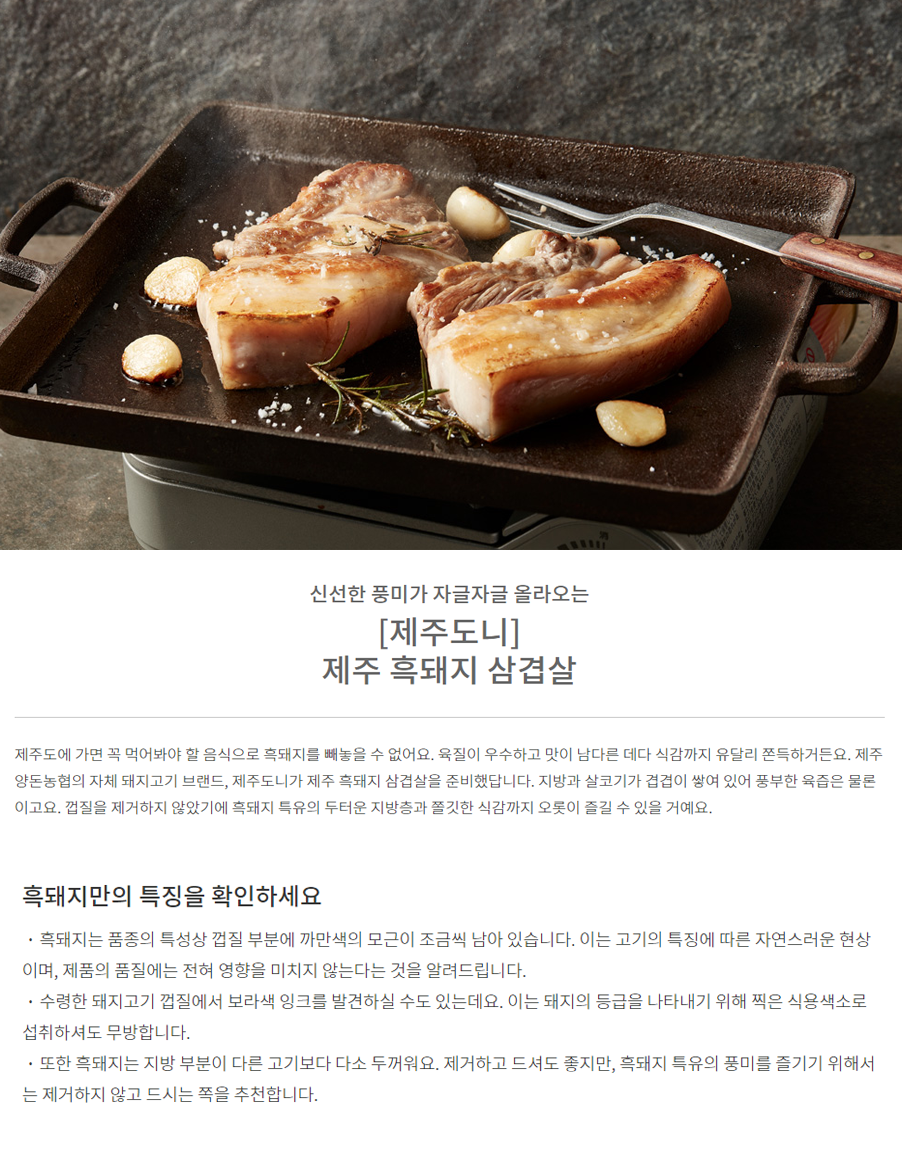 신선한 풍미가 자글자글 올라오는
[제주도니]
제주 흑돼지 삼겹살
제주도에 가면 꼭 먹어봐야 할 음식으로 흑돼지를 빼놓을 수 없어요. 육질이 우수하고 맛이 남다른 데다 식감까지 유달리 쫀득하거든요. 제주
양돈농협의 자체 돼지고기 브랜드, 제주도니가 제주 흑돼지 삼겹살을 준비했답니다. 지방과 살코기가 겹겹이 쌓여 있어 풍부한 육즙은 물론
이고요. 껍질을 제거하지 않았기에 흑돼지 특유의 두터운 지방층과 쫄깃한 식감까지 오롯이 즐길 수 있을 거예요.
흑돼지만의 특징을 확인하세요
・흑돼지는 품종의 특성상 껍질 부분에 까만색의 모근이 조금씩 남아 있습니다. 이는 고기의 특징에 따른 자연스러운 현상
이며, 제품의 품질에는 전혀 영향을 미치지 않는다는 것을 알려드립니다.
・수령한 돼지고기 껍질에서 보라색 잉크를 발견하실 수도 있는데요. 이는 돼지의 등급을 나타내기 위해 찍은 식용색소로
섭취하셔도 무방합니다.
・또한 흑돼지는 지방 부분이 다른 고기보다 다소 두꺼워요. 제거하고 드셔도 좋지만, 흑돼지 특유의 풍미를 즐기기 위해서
는 제거하지 않고 드시는 쪽을 추천합니다.